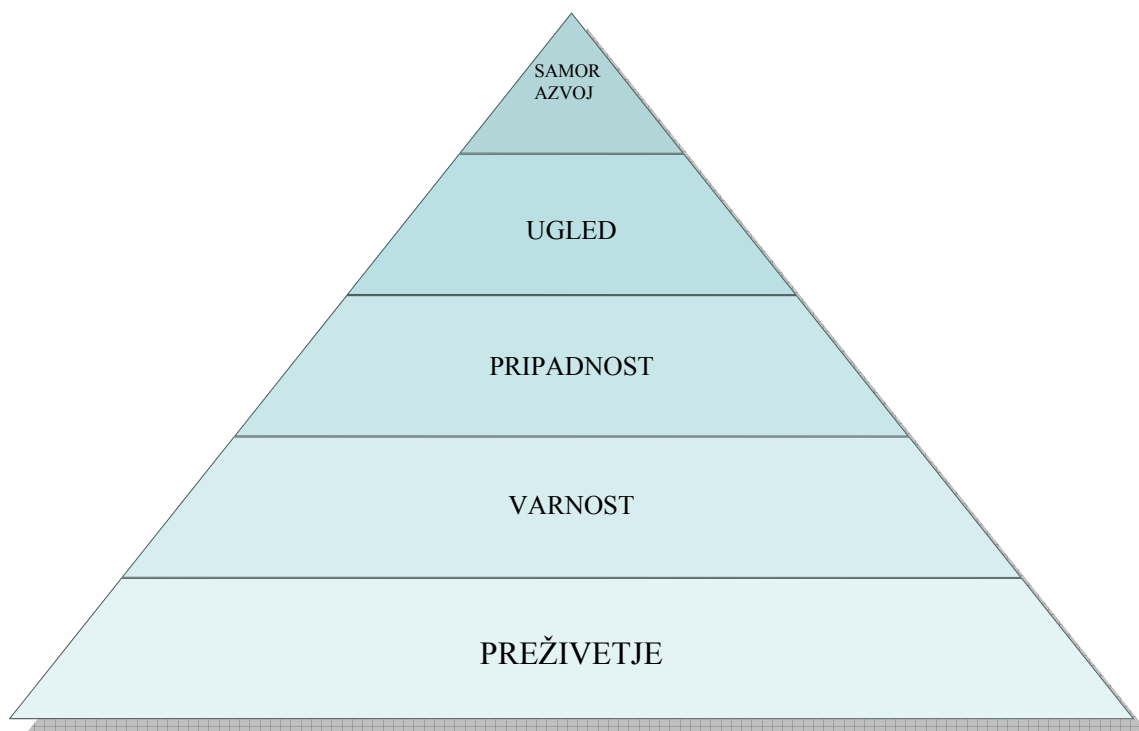 SAMOR
AZVOJ
UGLED
PRIPADNOST
VARNOST
PREŽIVETJE